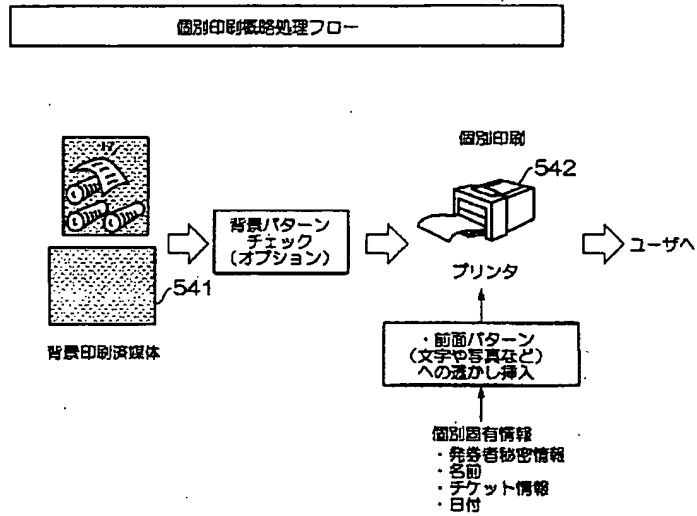 個別印刷概略処理フロー
個別印刷
542
背景パターン
チェック
(オプション)
ユーザへ
プリンタ
541
背景印刷済媒体
・前面パターン
(文字や写真など)
への透かし挿入
個別固有情報
・発券者秘密情報
・名前
・チケット情報
・日付